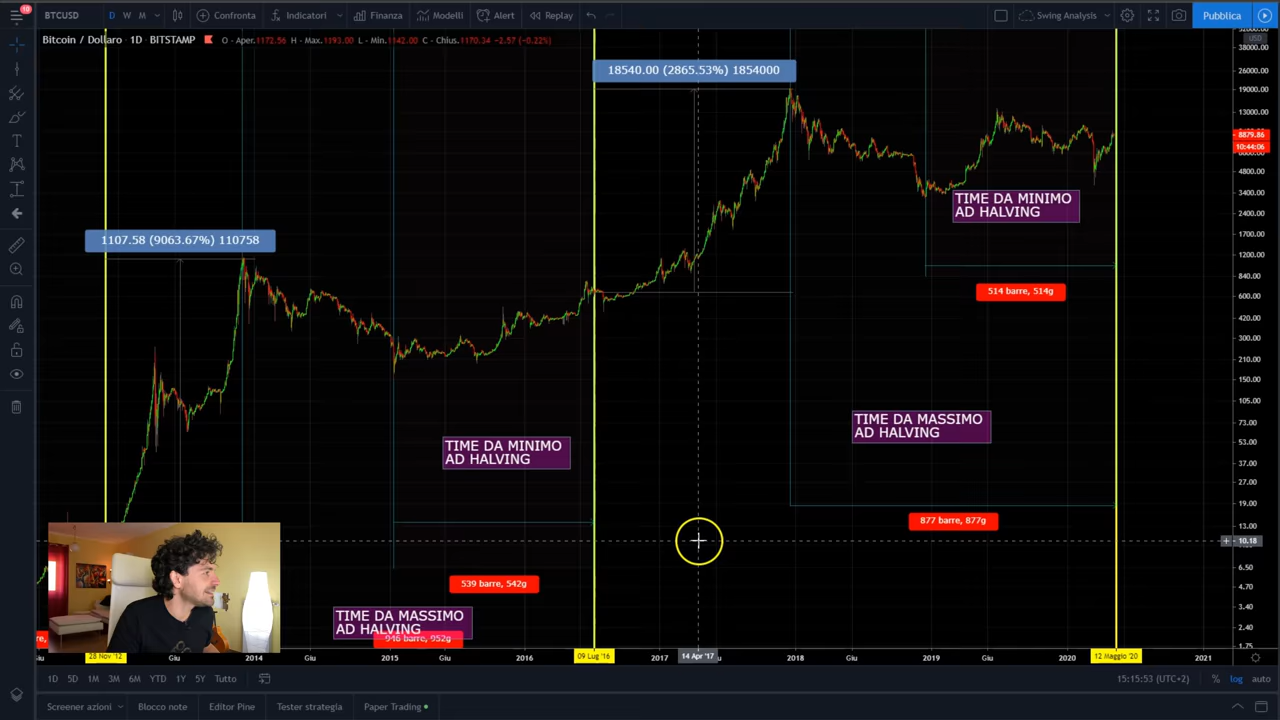 10
BTCUSD
D W M
Confronta
Indicatori
Finanza
Modelli
Alert
Replay
Swing Analysis
Pubblica
Bitcoin / Dollaro · 1D · BITSTAMP
O - Aper.1172.56 H - Max.1193.00 L - Min.1142.00 C - Chius.1170.34 -2.57 (-0.22%)
USD
38000.00
26000.00
19000.00
13000.00
8879.86
10:44:06
6000.00
4800.00
3400.00
2400.00
1700.00
1200.00
840.00
600.00
420.00
300.00
210.00
150.00
105.00
73.00
53.00
37.00
27.00
19.00
13.00
10.18
6.50
4.70
3.40
2.40
1.75
18540.00 (2865.53%) 1854000
1107.58 (9063.67%) 110758
TIME DA MINIMO
AD HALVING
514 barre, 514g
TIME DA MASSIMO
AD HALVING
877 barre, 877g
TIME DA MINIMO
AD HALVING
539 barre, 542g
TIME DA MASSIMO
AD HALVING
946 barre, 952g
28 Nov '12
Giu
2014
Giu
2015
Giu
2016
09 Lug '16
2017
14 Apr '17
2018
Giu
2019
Giu
2020
12 Maggio '20
2021
1D 5D 1M 3M 6M YTD 1Y 5Y Tutto
15:15:53 (UTC+2)
% log auto
Screener azioni
Blocco note
Editor Pine
Tester strategia
Paper Trading